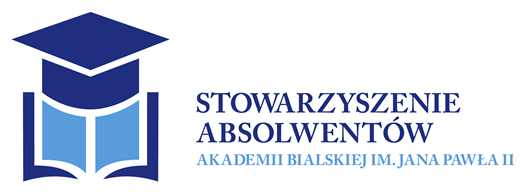 STOWARZYSZENIE
ABSOLWENTÓW
AKADEMII BIALSKIEJ IM. JANA PAWŁA II